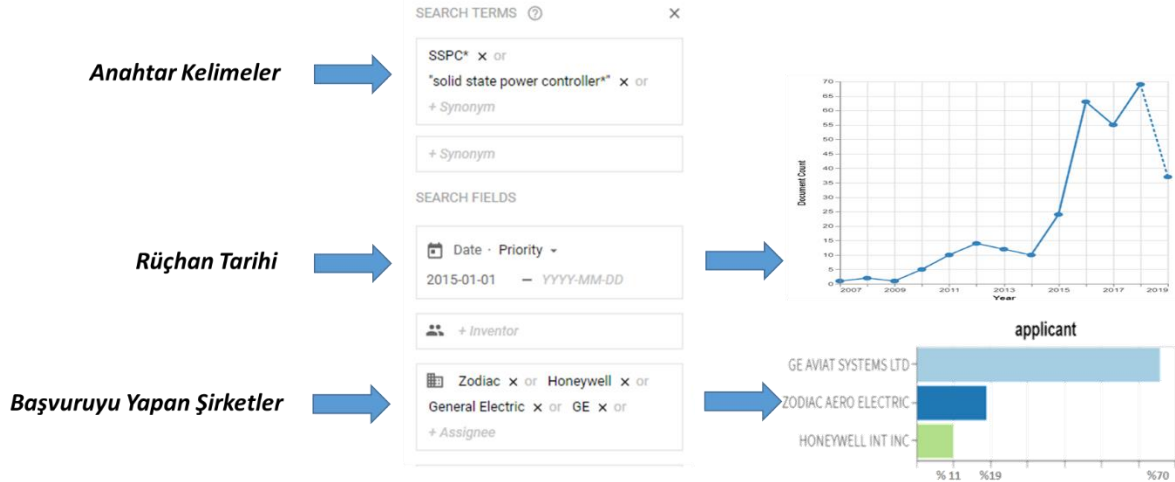 SEARCH TERMS ? ×
Anahtar Kelimeler
SSPC* × or
"solid state power controller*" × or
+ Synonym
+ Synonym
SEARCH FIELDS
Rüçhan Tarihi
Date · Priority
2015-01-01 – YYYY-MM-DD
+ Inventor
Başvuruyu Yapan Şirketler
Zodiac × or Honeywell × or
General Electric × or GE × or
+ Assignee
70
65
60
55
50
45
40
35
30
25
20
15
10
5
0
Document Count
2007 2009 2011 2013 2015 2017 2019
Year
applicant
GE AVIAT SYSTEMS LTD
ZODIAC AERO ELECTRIC
HONEYWELL INT INC
% 11 %19 %70